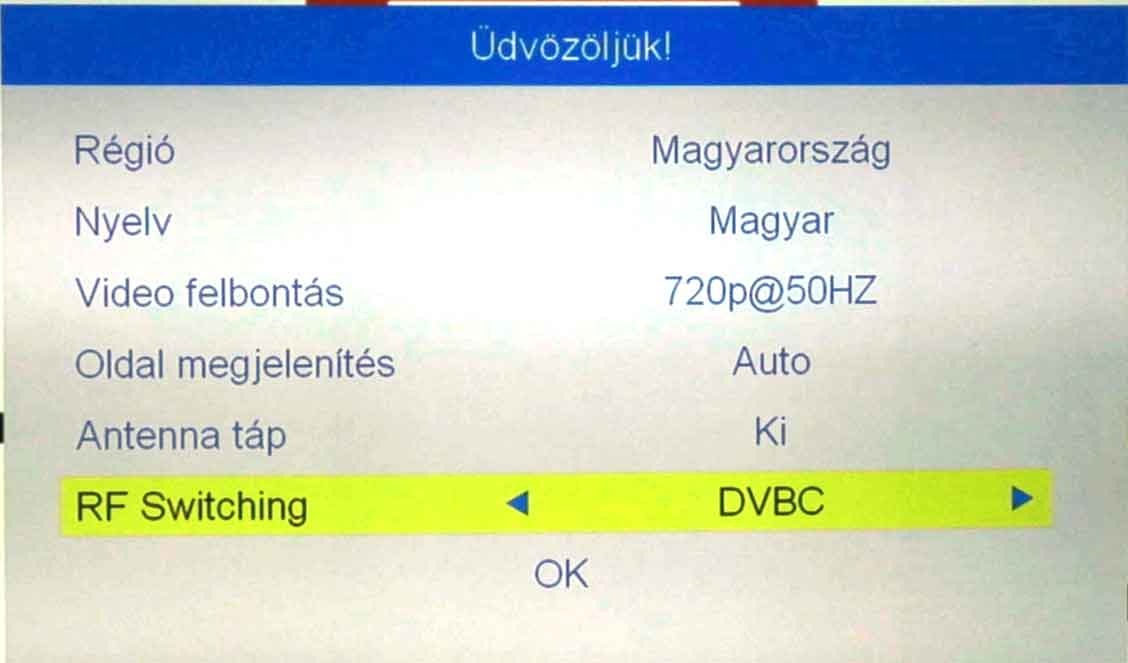 Üdvözöljük!
Régió Magyarország
Nyelv Magyar
Video felbontás 720p@50HZ
Oldal megjelenítés Auto
Antenna táp Ki
RF Switching DVBC
OK